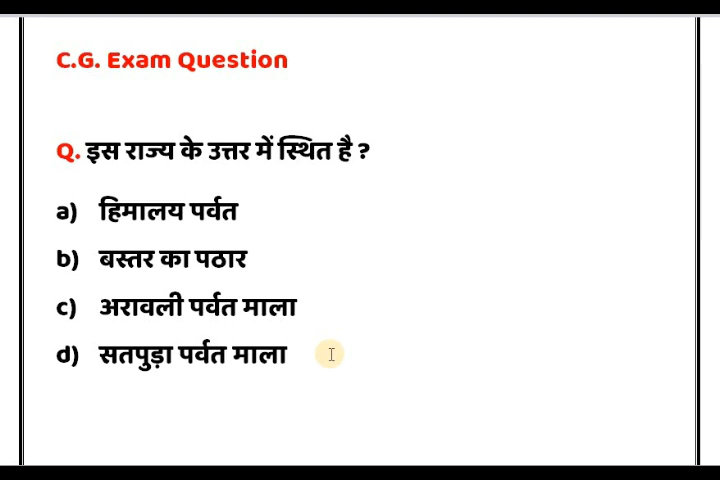 C.G. Exam Question
Q. इस राज्य के उत्तर में स्थित है ?
a) हिमालय पर्वत
b) बस्तर का पठार
c) अरावली पर्वत माला
d) सतपुड़ा पर्वत माला